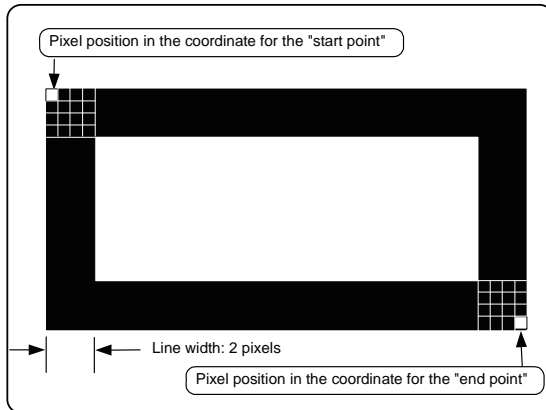 Pixel position in the coordinate for the "start point"
Line width: 2 pixels
Pixel position in the coordinate for the "end point"